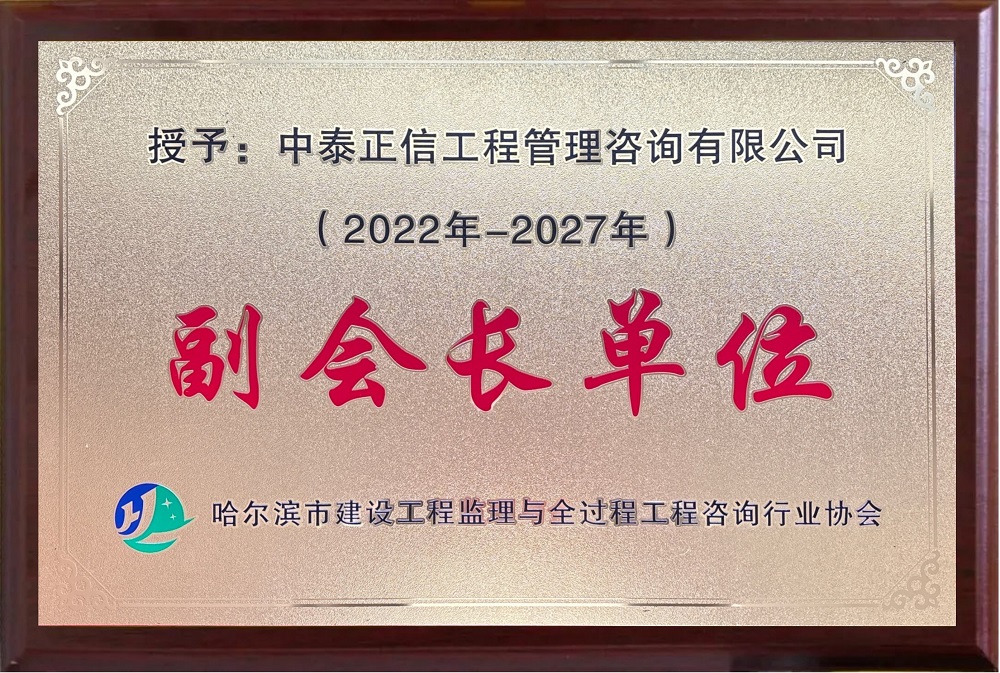 授予：中泰正信工程管理咨询有限公司
（2022年-2027年）
副会长单位
哈尔滨市建设工程监理与全过程工程咨询行业协会